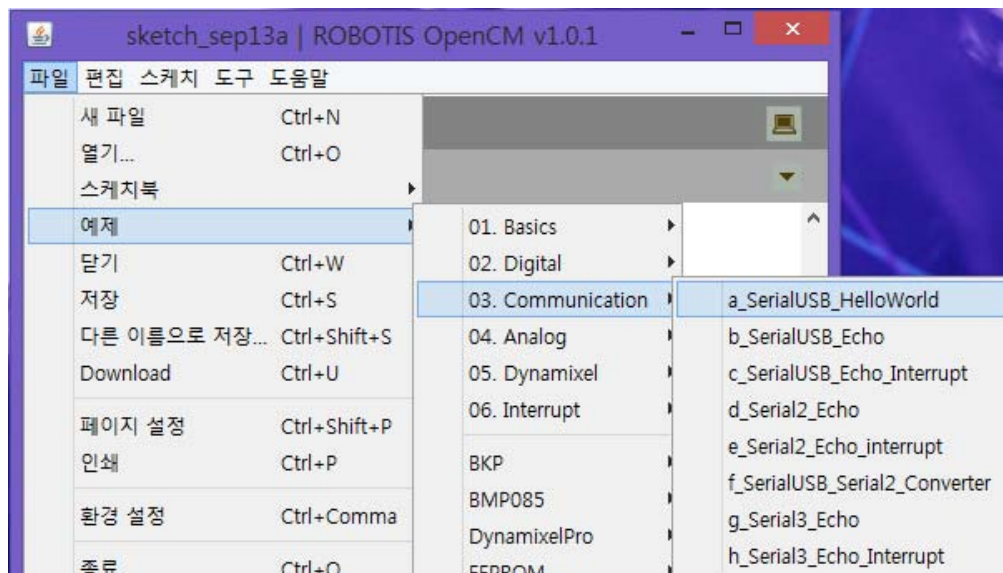 sketch_sep13a | ROBOTIS OpenCM v1.0.1
파일 편집 스케치 도구 도움말
새 파일 Ctrl+N
열기... Ctrl+O
스케치북
예제
닫기 Ctrl+W
저장 Ctrl+S
다른 이름으로 저장... Ctrl+Shift+S
Download Ctrl+U
페이지 설정 Ctrl+Shift+P
인쇄 Ctrl+P
환경 설정 Ctrl+Comma
종료 Ctrl+Q
01. Basics
02. Digital
03. Communication
04. Analog
05. Dynamixel
06. Interrupt
BKP
BMP085
DynamixelPro
EEPROM
a_SerialUSB_HelloWorld
b_SerialUSB_Echo
c_SerialUSB_Echo_Interrupt
d_Serial2_Echo
e_Serial2_Echo_interrupt
f_SerialUSB_Serial2_Converter
g_Serial3_Echo
h_Serial3_Echo_Interrupt